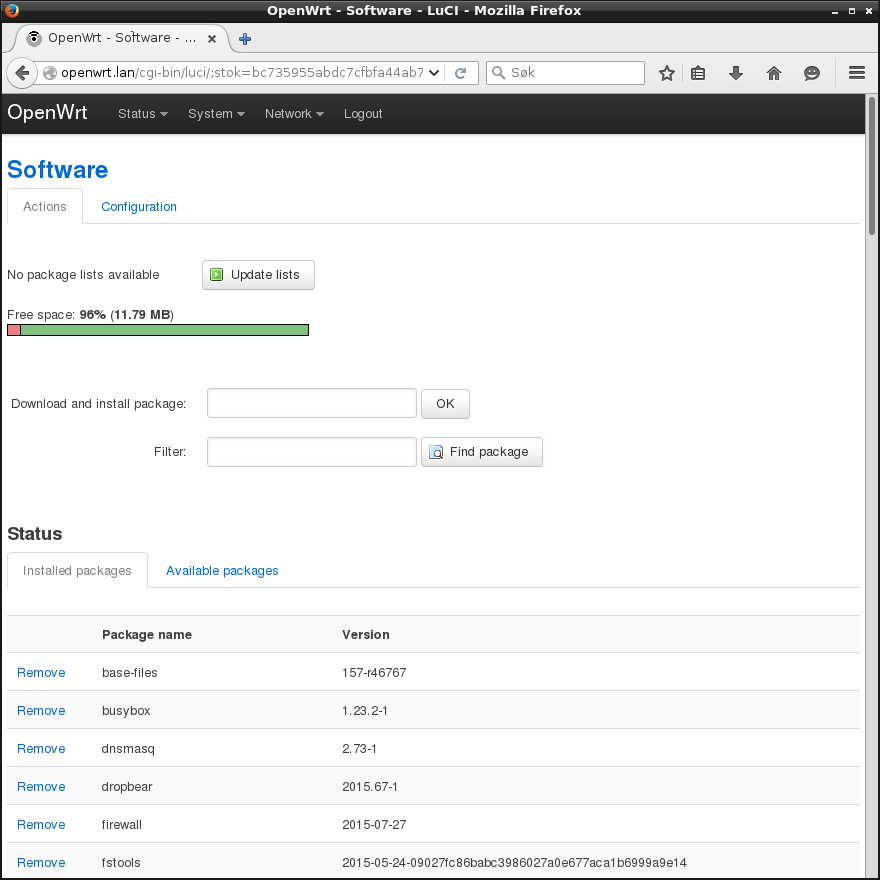 OpenWrt - Software - LuCI - Mozilla Firefox
OpenWrt - Software - ...
openwrt.lan/cgi-bin/luci/;stok=bc735955abdc7cfbfa44ab7
Søk
OpenWrt Status System Network Logout
Software
Actions Configuration
No package lists available Update lists
Free space: 96% (11.79 MB)
Download and install package: OK
Filter: Find package
Status
Installed packages Available packages
Package name Version
Remove base-files 157-r46767
Remove busybox 1.23.2-1
Remove dnsmasq 2.73-1
Remove dropbear 2015.67-1
Remove firewall 2015-07-27
Remove fstools 2015-05-24-09027fc86babc3986027a0e677aca1b6999a9e14